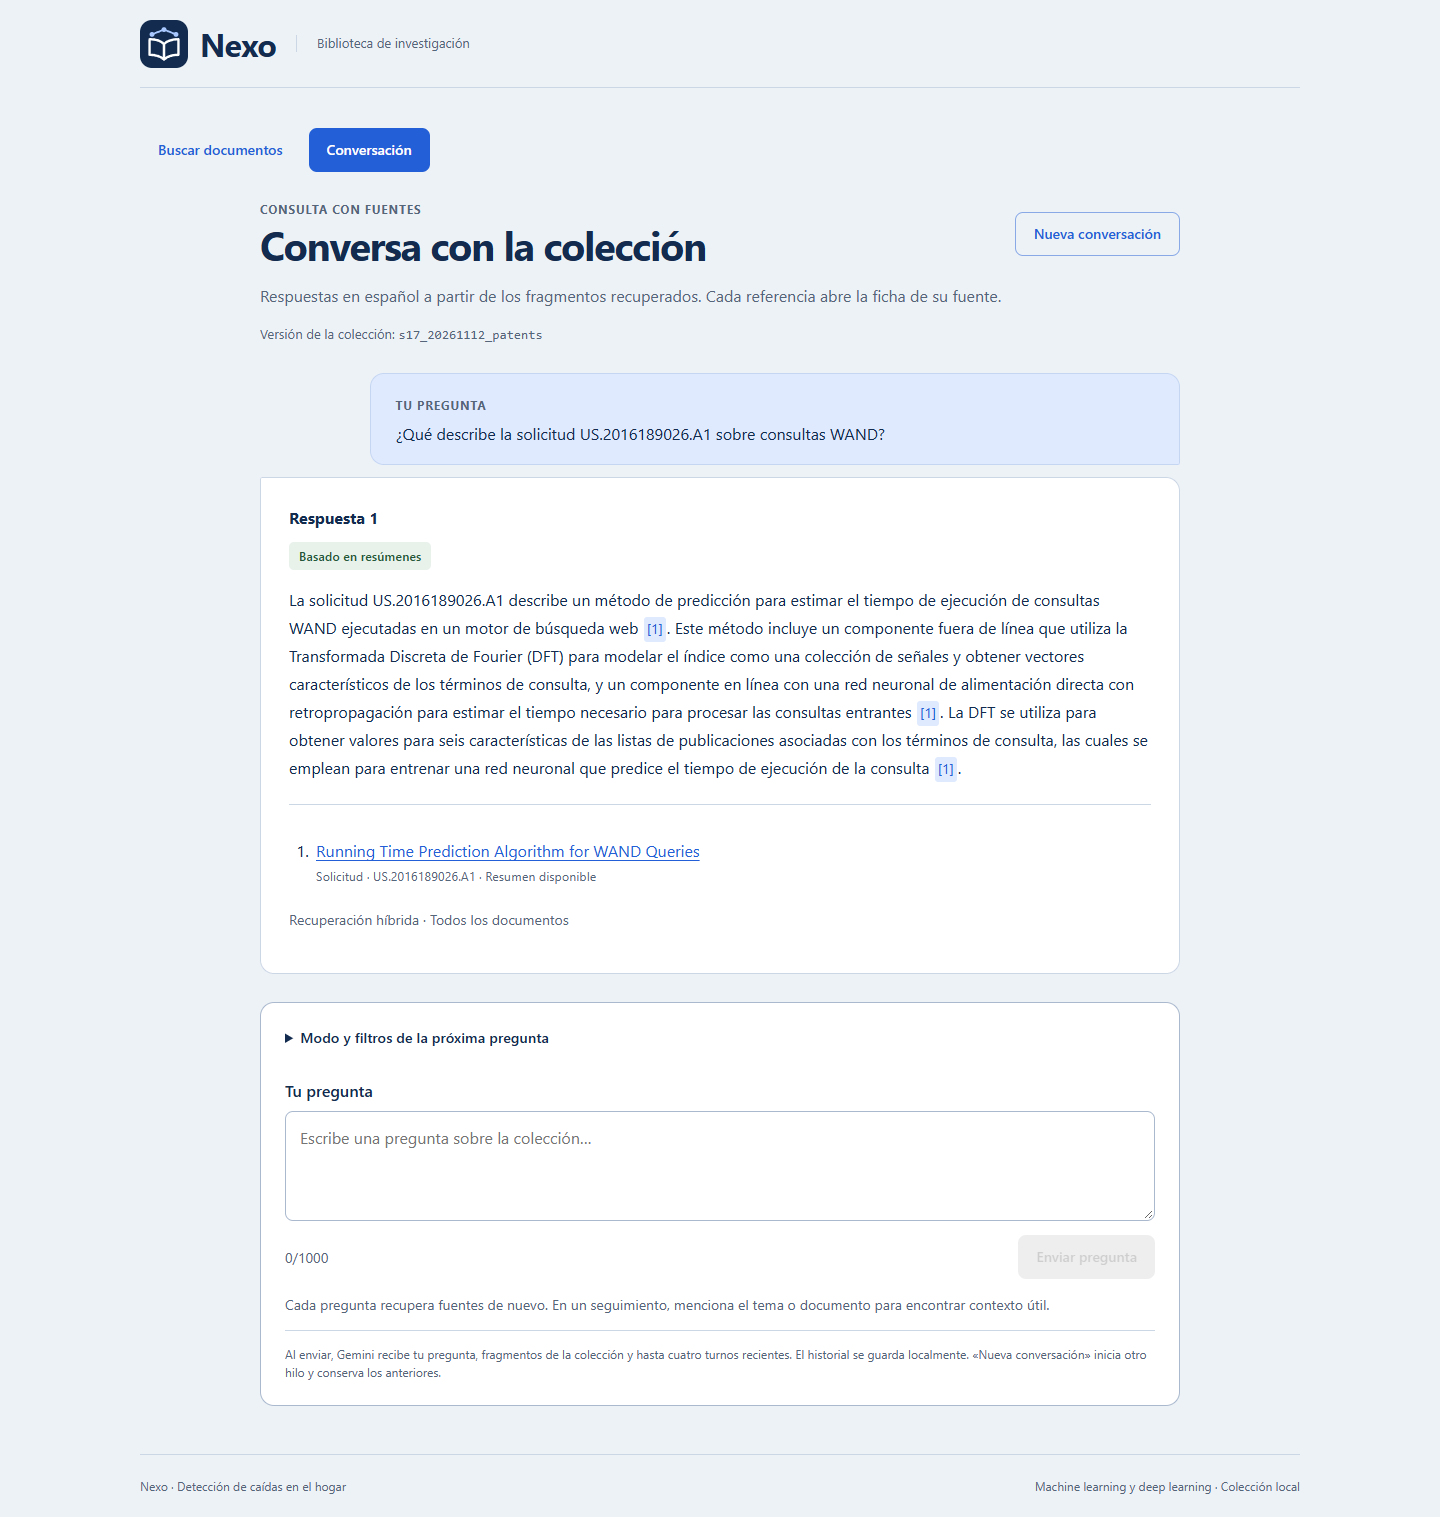 Nexo
Biblioteca de investigación
Buscar documentos
Conversación
CONSULTA CON FUENTES
Conversa con la colección
Nueva conversación
Respuestas en español a partir de los fragmentos recuperados. Cada referencia abre la ficha de su fuente.
Versión de la colección: s17_20261112_patents
TU PREGUNTA
¿Qué describe la solicitud US.2016189026.A1 sobre consultas WAND?
Respuesta 1
Basado en resúmenes
La solicitud US.2016189026.A1 describe un método de predicción para estimar el tiempo de ejecución de consultas
WAND ejecutadas en un motor de búsqueda web [1]. Este método incluye un componente fuera de línea que utiliza la
Transformada Discreta de Fourier (DFT) para modelar el índice como una colección de señales y obtener vectores
característicos de los términos de consulta, y un componente en línea con una red neuronal de alimentación directa con
retropropagación para estimar el tiempo necesario para procesar las consultas entrantes [1]. La DFT se utiliza para
obtener valores para seis características de las listas de publicaciones asociadas con los términos de consulta, las cuales se
emplean para entrenar una red neuronal que predice el tiempo de ejecución de la consulta [1].
1. Running Time Prediction Algorithm for WAND Queries
Solicitud · US.2016189026.A1 · Resumen disponible
Recuperación híbrida · Todos los documentos
Modo y filtros de la próxima pregunta
Tu pregunta
Escribe una pregunta sobre la colección...
0/1000
Enviar pregunta
Cada pregunta recupera fuentes de nuevo. En un seguimiento, menciona el tema o documento para encontrar contexto útil.
Al enviar, Gemini recibe tu pregunta, fragmentos de la colección y hasta cuatro turnos recientes. El historial se guarda localmente. «Nueva conversación» inicia otro
hilo y conserva los anteriores.
Nexo · Detección de caídas en el hogar
Machine learning y deep learning · Colección local